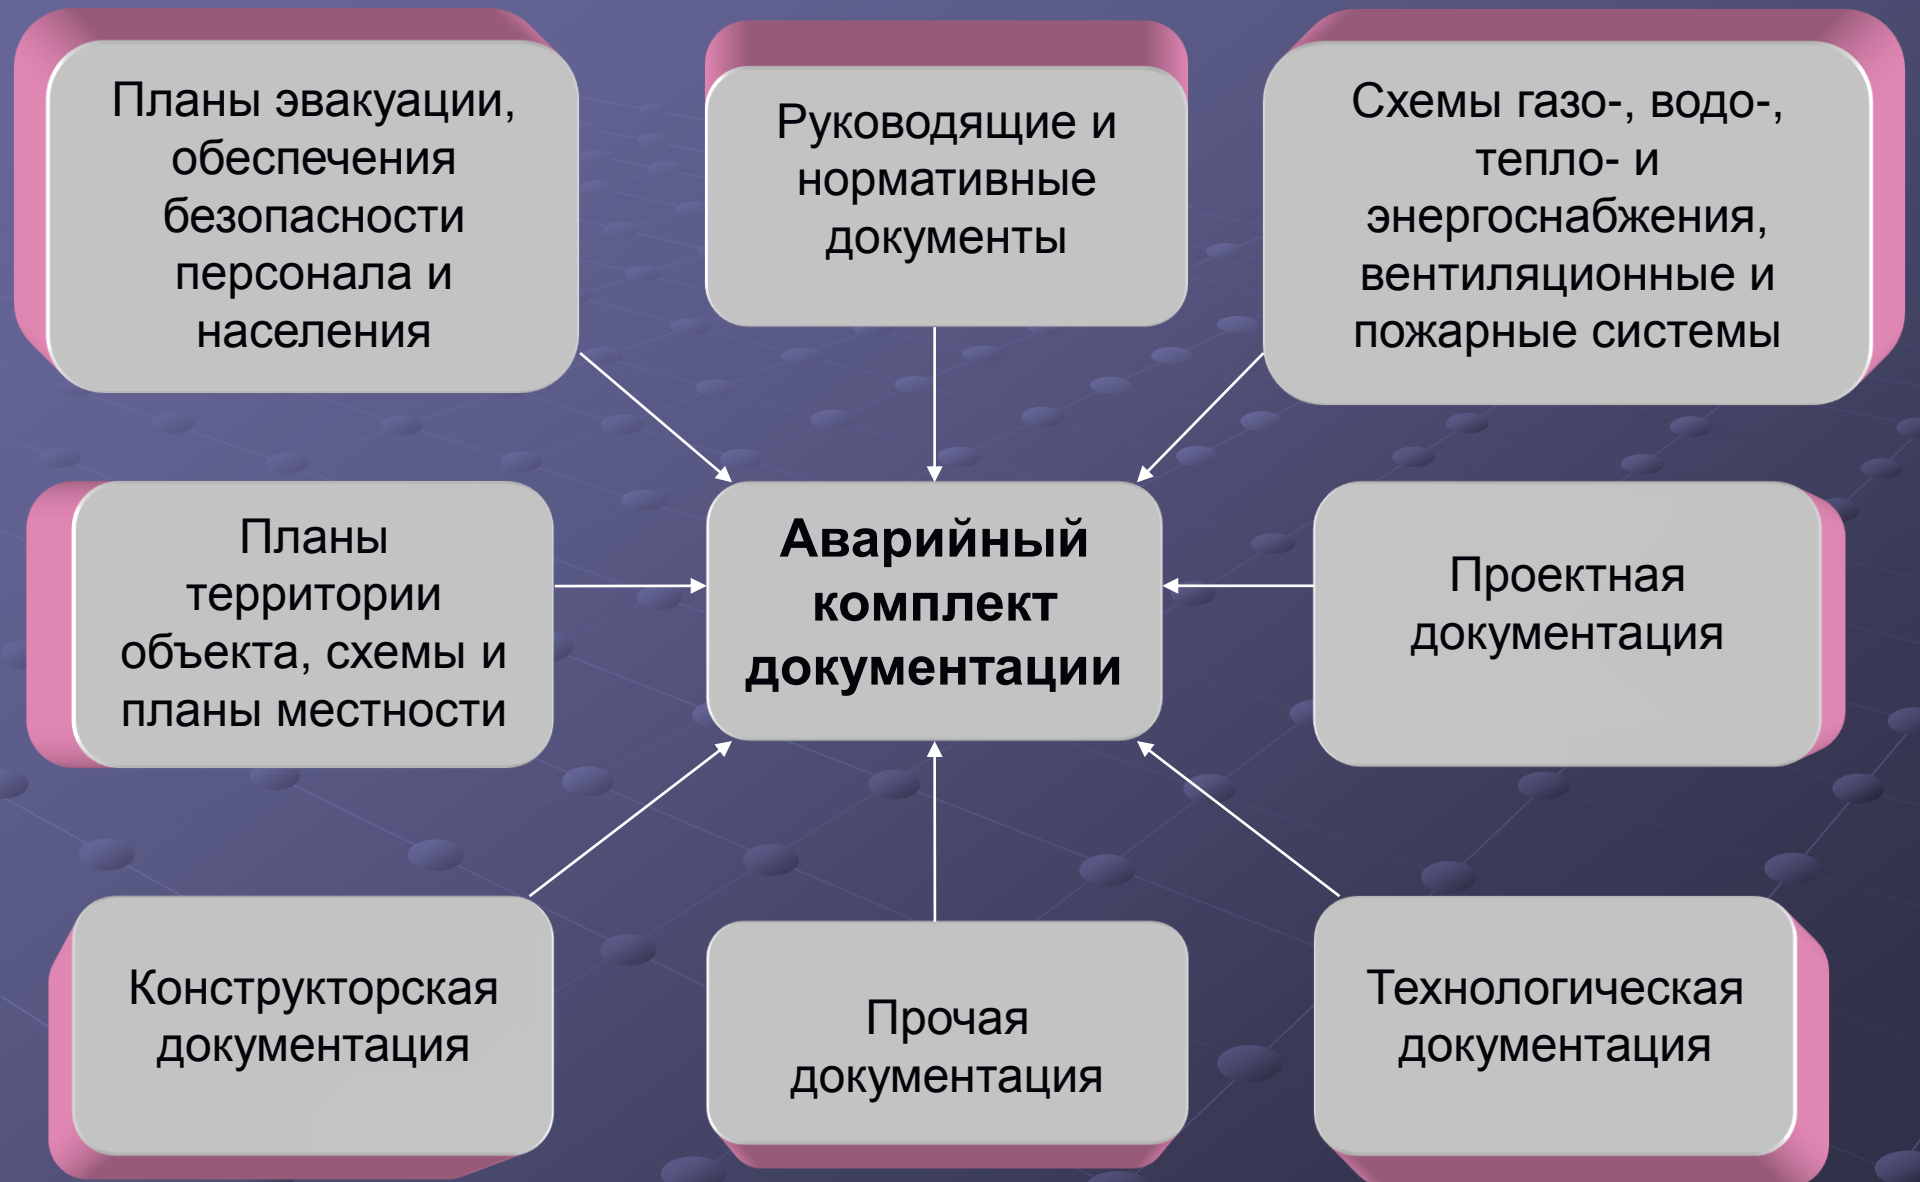 Планы эвакуации,
обеспечения
безопасности
персонала и
населения
Руководящие и
нормативные
документы
Схемы газо-, водо-,
тепло- и
энергоснабжения,
вентиляционные и
пожарные системы
Планы
территории
объекта, схемы и
планы местности
Аварийный
комплект
документации
Проектная
документация
Конструкторская
документация
Прочая
документация
Технологическая
документация